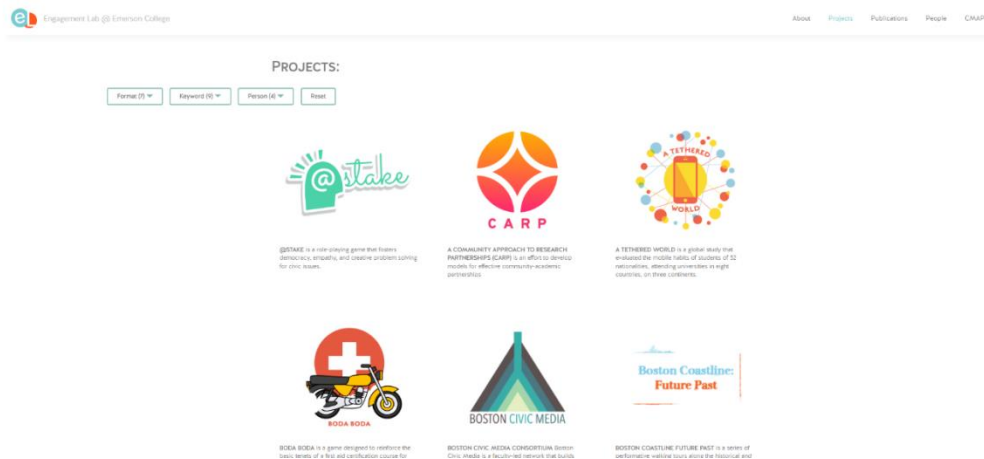 eL Engagement Lab @ Emerson College
About Projects Publications People CMAP
PROJECTS:
Format (7) Keyword (9) Person (4) Reset
@stake
CARP
A TETHERED
WORLD
@STAKE is a role-playing game that fosters
democracy, empathy, and creative problem solving
for civic issues.
A COMMUNITY APPROACH TO RESEARCH
PARTNERSHIPS (CARP) is an effort to develop
models for effective community-academic
partnerships.
A TETHERED WORLD is a global study that
evaluated the mobile habits of students of 52
nationalities, attending universities in eight
countries, on three continents.
BODA BODA
BOSTON CIVIC MEDIA
Boston Coastline:
Future Past
BODA BODA is a game designed to reinforce the
basic tenets of a first aid certification course for
BOSTON CIVIC MEDIA CONSORTIUM Boston
Civic Media is a faculty-led network that builds
BOSTON COASTLINE FUTURE PAST is a series of
performative walking tours along the historical and